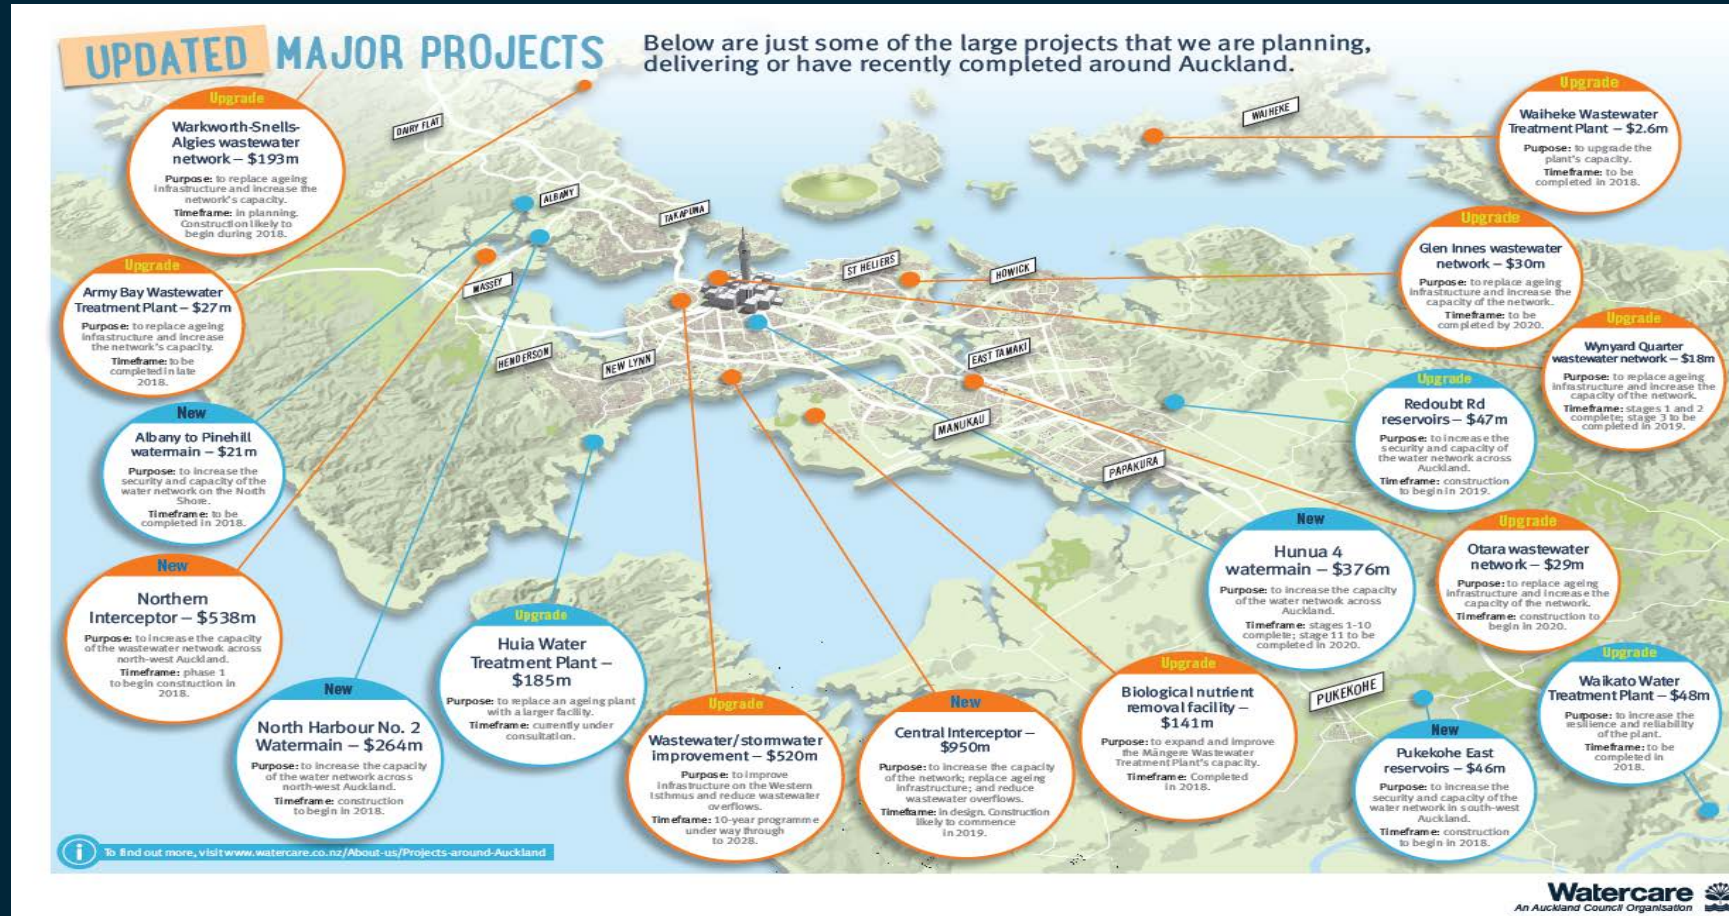 UPDATED MAJOR PROJECTS
Below are just some of the large projects that we are planning,
delivering or have recently completed around Auckland.
Upgrade
Warkworth-Snells-
Algies wastewater
network – $193m
Purpose: to replace ageing
infrastructure and increase the
network's capacity.
Timeframe: in planning.
Construction likely to
begin during 2018.
Upgrade
Army Bay Wastewater
Treatment Plant – $27m
Purpose: to replace ageing
infrastructure and increase
the network's capacity.
Timeframe: to be
completed in late
2018.
New
Albany to Pinehill
watermain – $21m
Purpose: to increase the
security and capacity of the
water network on the North
Shore.
Timeframe: to be
completed in 2018.
New
Northern
Interceptor – $538m
Purpose: to increase the capacity
of the wastewater network across
north-west Auckland.
Timeframe: phase 1
to begin construction in
2018.
New
North Harbour No. 2
Watermain – $264m
Purpose: to increase the capacity
of the water network across
north-west Auckland.
Timeframe: construction
to begin in 2018.
Upgrade
Huia Water
Treatment Plant –
$185m
Purpose: to replace an ageing plant
with a larger facility.
Timeframe: currently under
consultation.
Upgrade
Wastewater/stormwater
improvement – $520m
Purpose: to improve
infrastructure on the Western
Isthmus and reduce wastewater
overflows.
Timeframe: 10-year programme
under way through
to 2028.
New
Central Interceptor –
$950m
Purpose: to increase the capacity
of the network; replace ageing
infrastructure; and reduce
wastewater overflows.
Timeframe: in design. Construction
likely to commence
in 2019.
Upgrade
Biological nutrient
removal facility –
$141m
Purpose: to expand and improve
the Māngere Wastewater
Treatment Plant's capacity.
Timeframe: Completed
in 2018.
Upgrade
Waiheke Wastewater
Treatment Plant – $2.6m
Purpose: to upgrade the
plant's capacity.
Timeframe: to be
completed in 2018.
Upgrade
Glen Innes wastewater
network – $30m
Purpose: to replace ageing
infrastructure and increase the
capacity of the network.
Timeframe: to be
completed by 2020.
Upgrade
Wynyard Quarter
wastewater network – $18m
Purpose: to replace ageing
infrastructure and increase the
capacity of the network.
Timeframe: stages 1 and 2
complete; stage 3 to be
completed in 2019.
Upgrade
Redoubt Rd
reservoirs – $47m
Purpose: to increase the
security and capacity of
the water network across
Auckland.
Timeframe: construction
to begin in 2019.
New
Hunua 4
watermain – $376m
Purpose: to increase the capacity
of the water network across
Auckland.
Timeframe: stages 1-10
complete; stage 11 to be
completed in 2020.
Upgrade
Otara wastewater
network – $29m
Purpose: to replace ageing
infrastructure and increase the
capacity of the network.
Timeframe: construction to
begin in 2020.
Upgrade
Waikato Water
Treatment Plant – $48m
Purpose: to increase the
resilience and reliability
of the plant.
Timeframe: to be
completed in
2018.
New
Pukekohe East
reservoirs – $46m
Purpose: to increase the
security and capacity of the
water network in south-west
Auckland.
Timeframe: construction
to begin in 2018.
DAIRY FLAT
ALBANY
TAKAPUNA
WAIHEKE
MASSEY
ST HELIERS
HOWICK
HENDERSON
NEW LYNN
EAST TAMAKI
MANUKAU
PAPAKURA
PUKEKOHE
i To find out more, visit www.watercare.co.nz/About-us/Projects-around-Auckland
Watercare
An Auckland Council Organisation